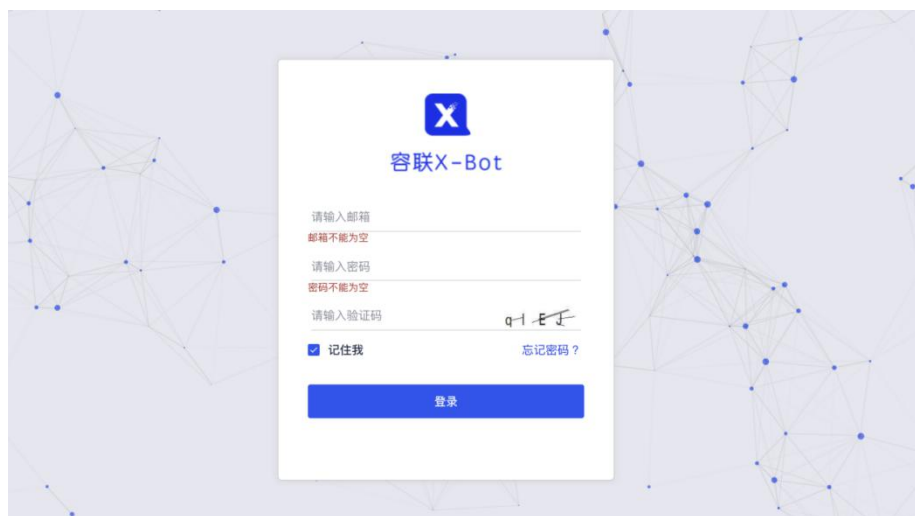 X
容联X-Bot
请输入邮箱
邮箱不能为空
请输入密码
密码不能为空
请输入验证码 qIEJ
记住我 忘记密码？
登录